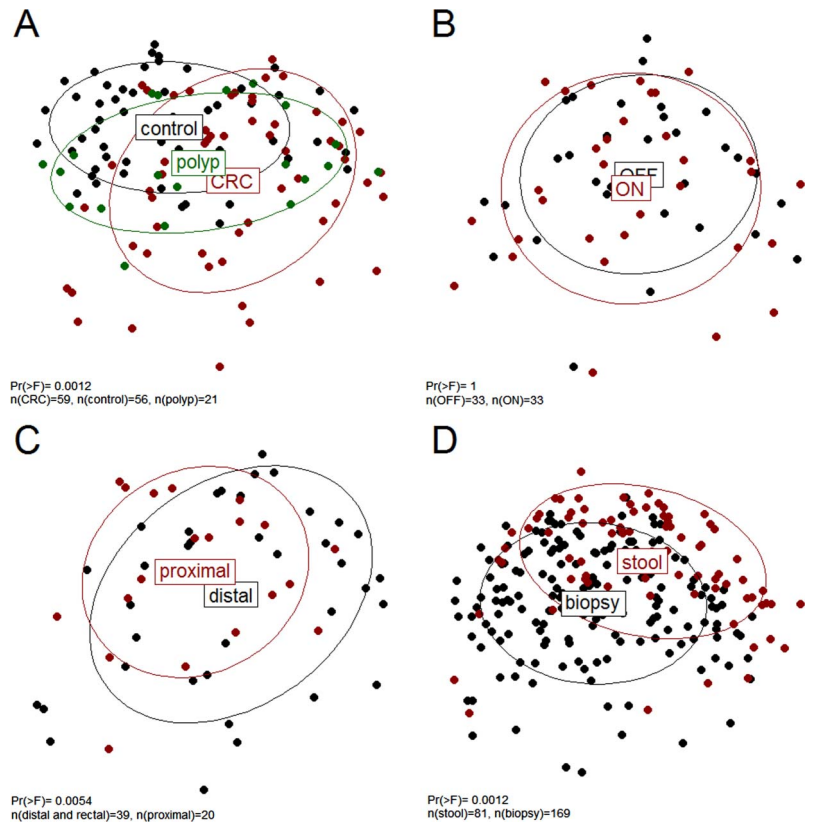 A
control
polyp
CRC
Pr(>F)= 0.0012
n(CRC)=59, n(control)=56, n(polyp)=21
B
OFF
ON
Pr(>F)= 1
n(OFF)=33, n(ON)=33
C
proximal
distal
Pr(>F)= 0.0054
n(distal and rectal)=39, n(proximal)=20
D
stool
biopsy
Pr(>F)= 0.0012
n(stool)=81, n(biopsy)=169